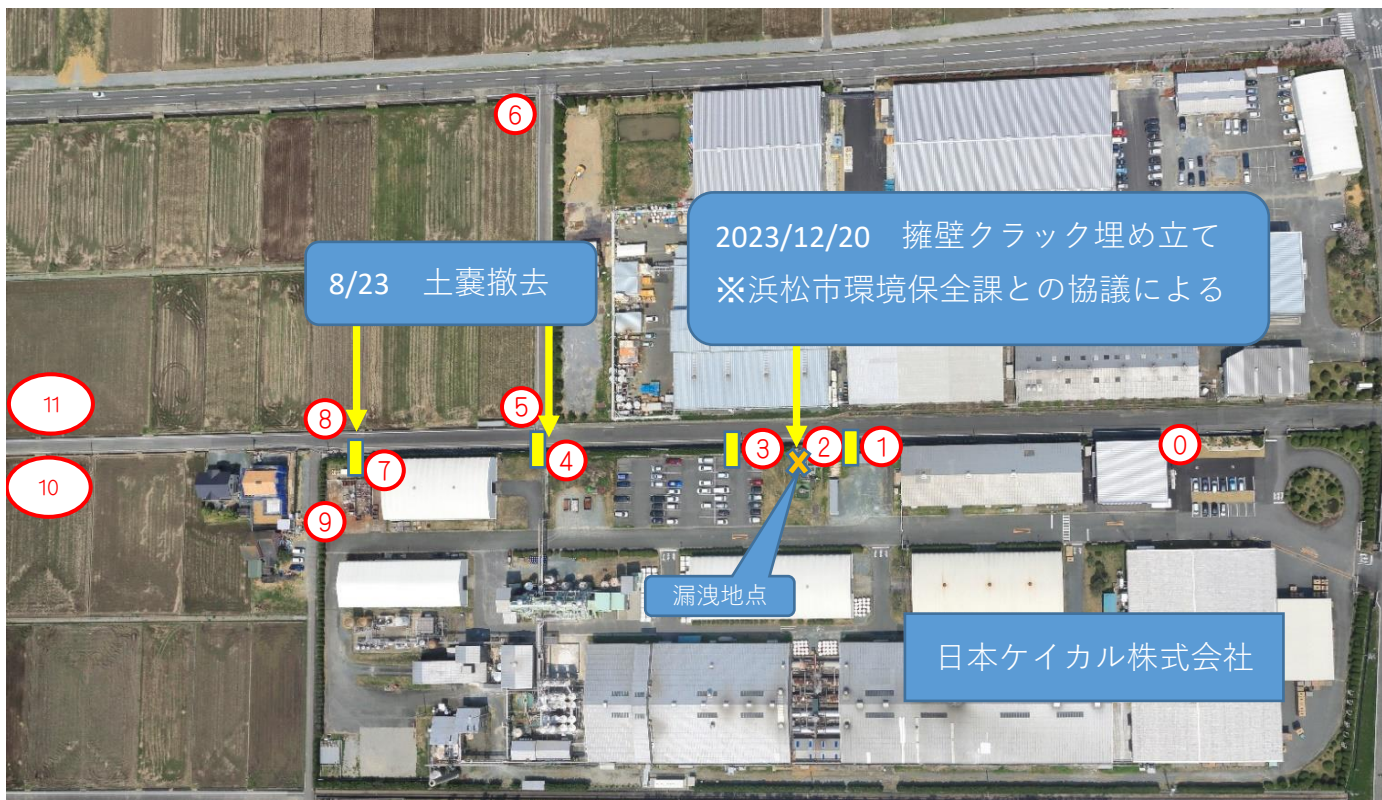 ⑥
2023/12/20　擁壁クラック埋め立て
※浜松市環境保全課との協議による
8/23　土嚢撤去
11
⑧
⑤
⑦
④
③
②
①
⓪
10
⑨
漏洩地点
日本ケイカル株式会社